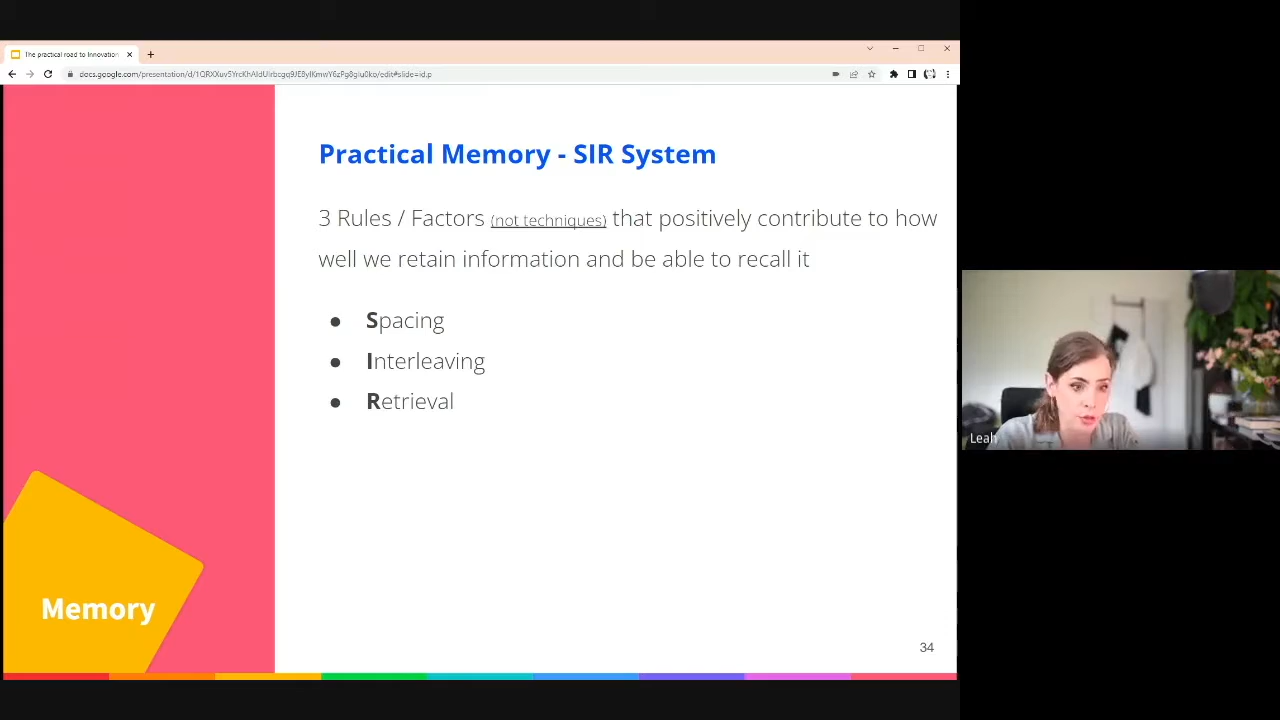 The practical road to Innovation
Practical Memory - SIR System
3 Rules / Factors (not techniques) that positively contribute to how
well we retain information and be able to recall it
● Spacing
● Interleaving
● Retrieval
Leah
Memory
34